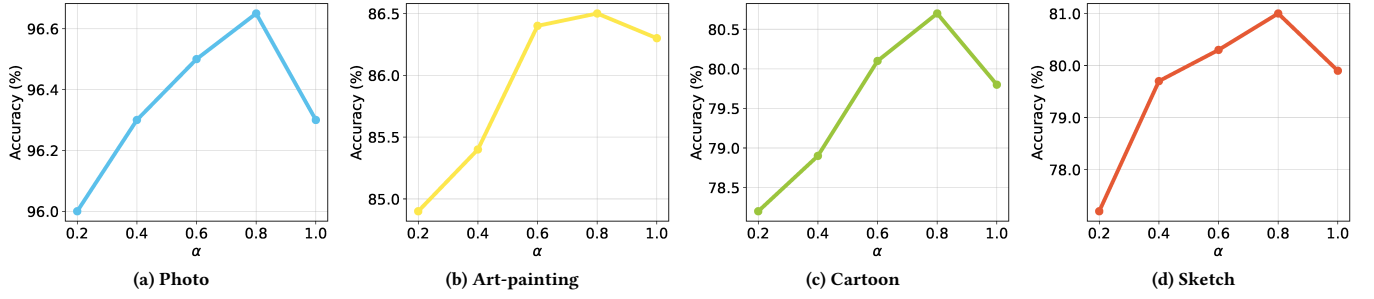 Accuracy (%)
96.6
96.4
96.2
96.0
0.2 0.4 0.6 0.8 1.0
α
(a) Photo
Accuracy (%)
86.5
86.0
85.5
85.0
0.2 0.4 0.6 0.8 1.0
α
(b) Art-painting
Accuracy (%)
80.5
80.0
79.5
79.0
78.5
0.2 0.4 0.6 0.8 1.0
α
(c) Cartoon
Accuracy (%)
81.0
80.0
79.0
78.0
0.2 0.4 0.6 0.8 1.0
α
(d) Sketch